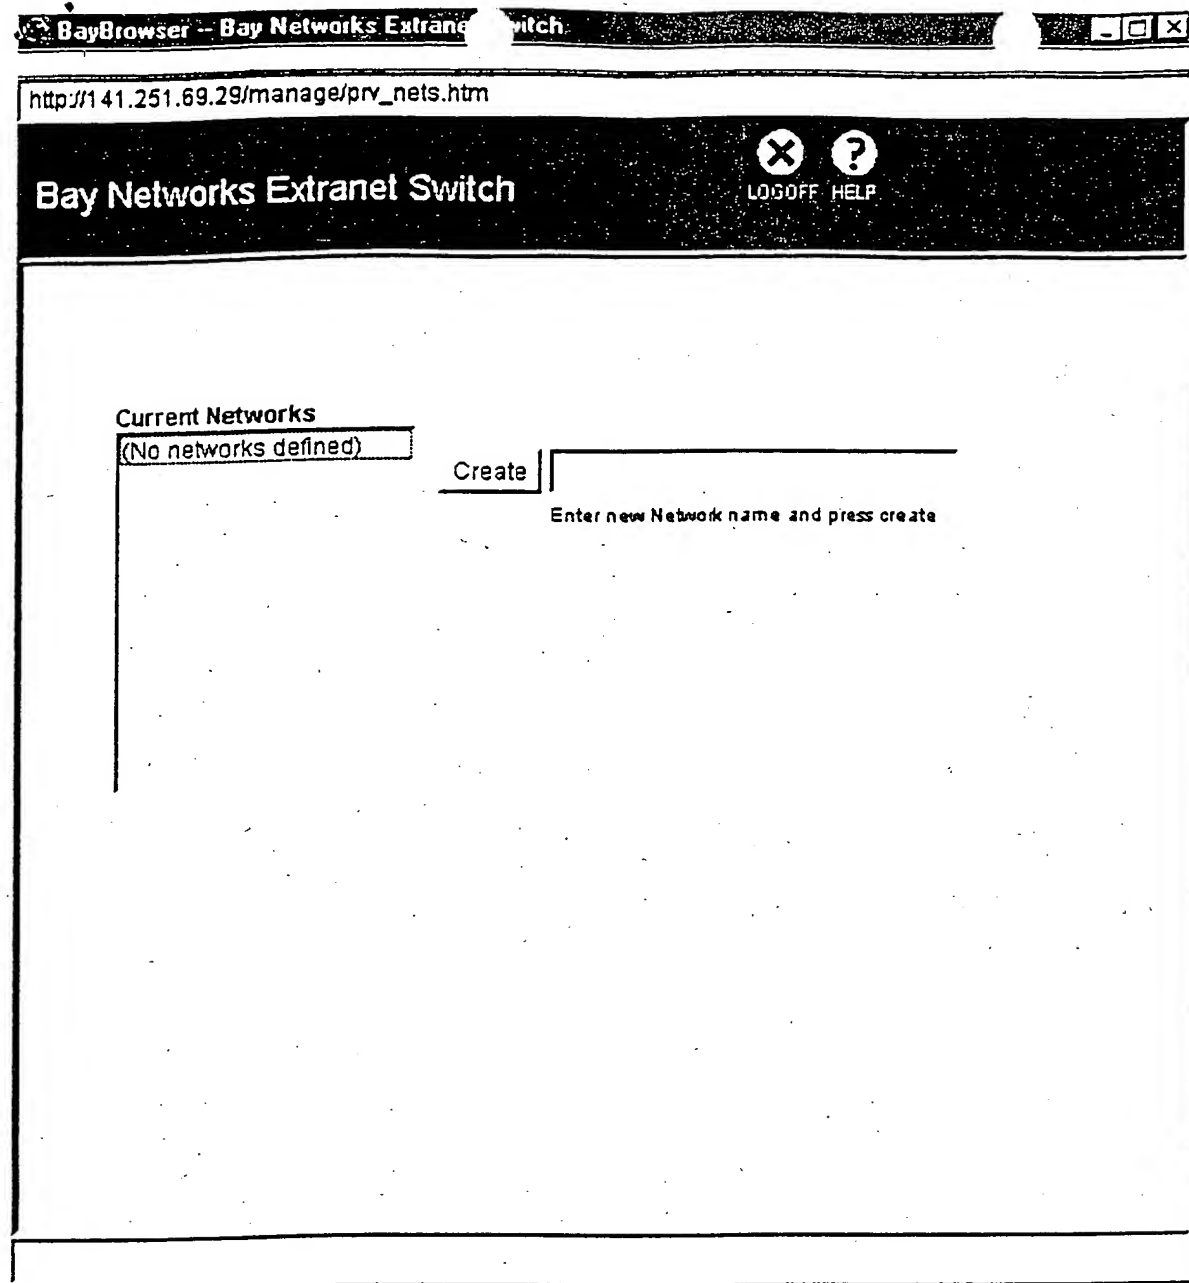 BayBrowser -- Bay Networks Extrane itch
http://141.251.69.29/manage/prv_nets.htm
Bay Networks Extranet Switch
LOGOFF HELP
Current Networks
(No networks defined)
Create
Enter new Network name and press create